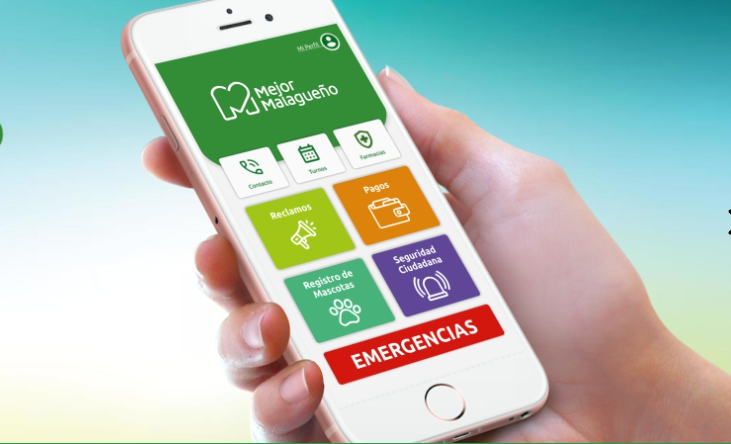 Mi Perfil
Mejor
Malagueño
Contacto
Turnos
Farmacias
Reclamos
Pagos
Registro de
Mascotas
Seguridad
Ciudadana
EMERGENCIAS